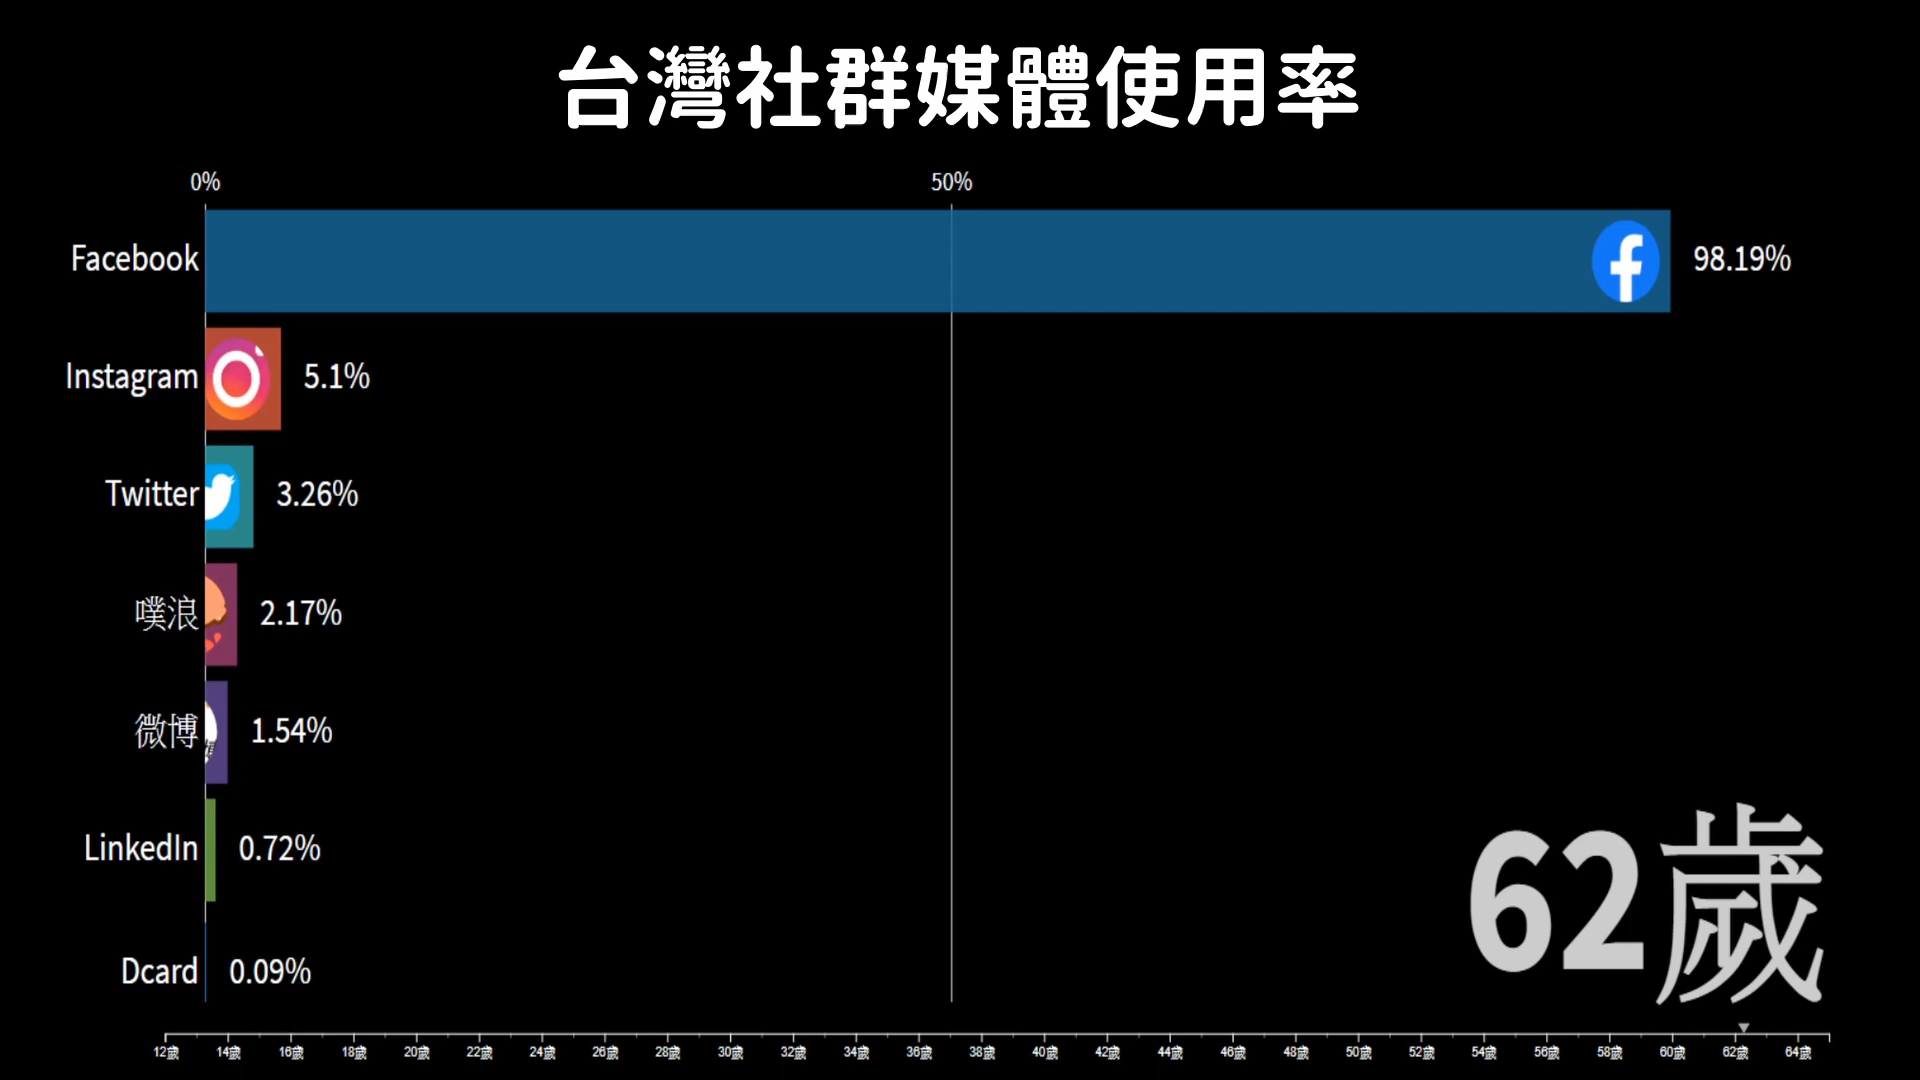 台灣社群媒體使用率
0% 50%
Facebook 98.19%
Instagram 5.1%
Twitter 3.26%
噗浪 2.17%
微博 1.54%
LinkedIn 0.72%
Dcard 0.09%
62歲
12歲 14歲 16歲 18歲 20歲 22歲 24歲 26歲 28歲 30歲 32歲 34歲 36歲 38歲 40歲 42歲 44歲 46歲 48歲 50歲 52歲 54歲 56歲 58歲 60歲 62歲 64歲